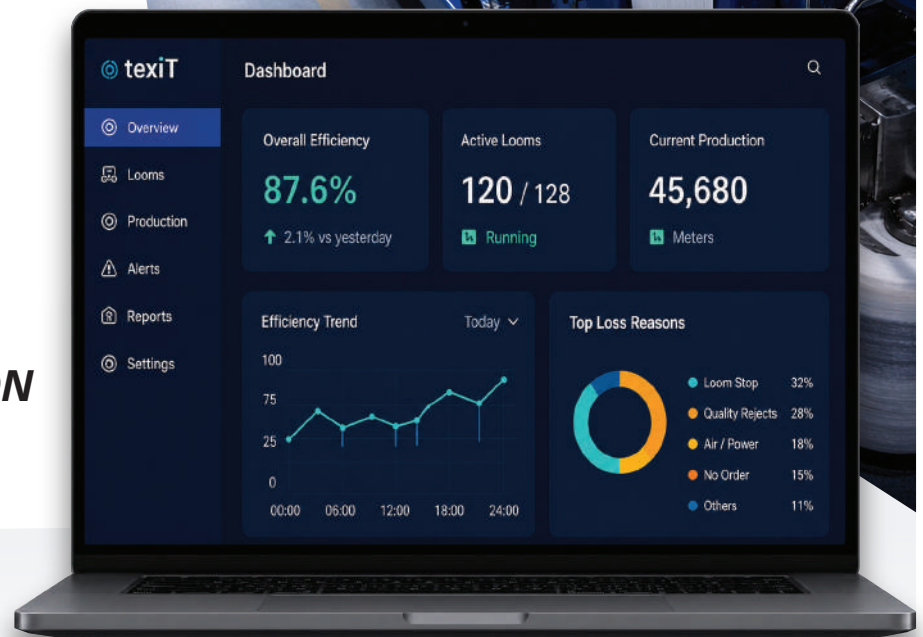 texiT
Dashboard
Overview
Looms
Production
Alerts
Reports
Settings
Overall Efficiency
87.6%
2.1% vs yesterday
Active Looms
120 / 128
Running
Current Production
45,680
Meters
Efficiency Trend
Today
100
75
25
0
00:00 06:00 12:00 18:00 24:00
Top Loss Reasons
Loom Stop 32%
Quality Rejects 28%
Air / Power 18%
No Order 15%
Others 11%
ON